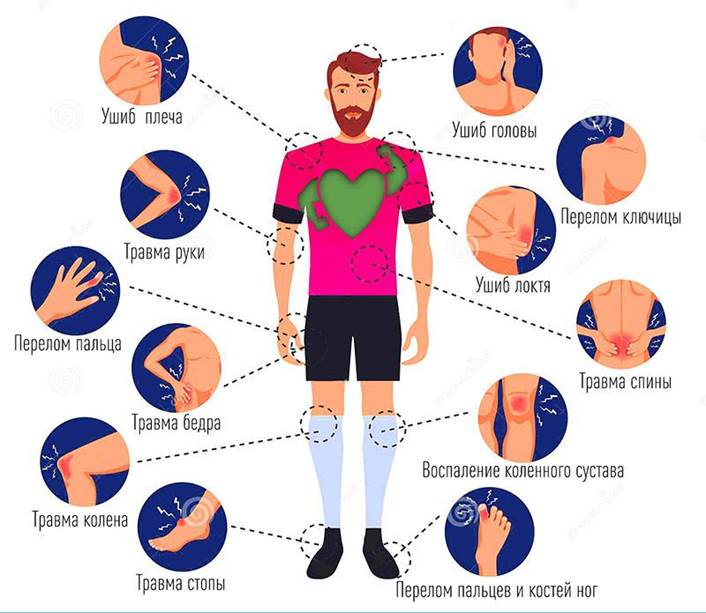 Ушиб плеча
Ушиб головы
Перелом ключицы
Травма руки
Ушиб локтя
Перелом пальца
Травма спины
Травма бедра
Воспаление коленного сустава
Травма колена
Травма стопы
Перелом пальцев и костей ног